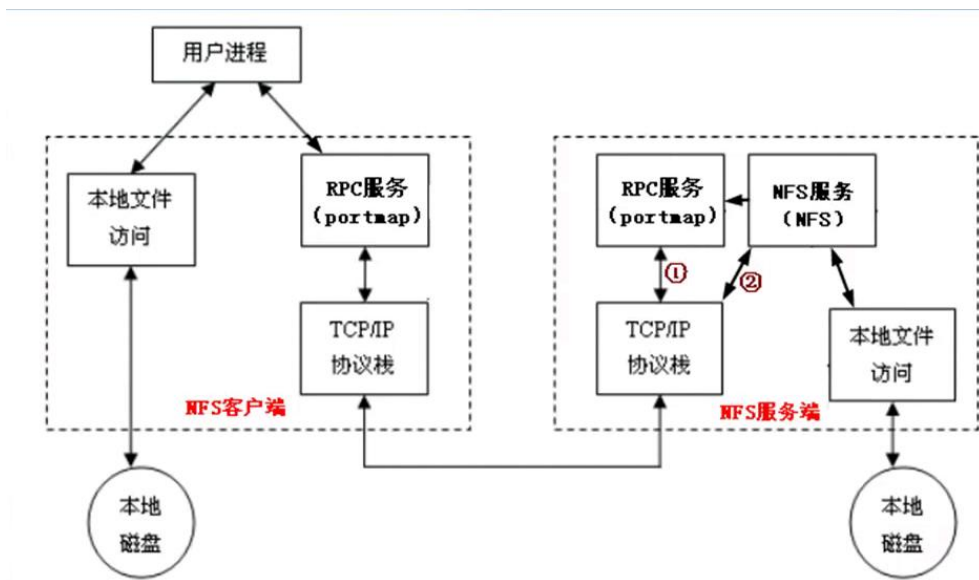 用户进程
本地文件
访问
RPC服务
(portmap)
TCP/IP
协议栈
NFS客户端
本地
磁盘
RPC服务
(portmap)
NFS服务
(NFS)
①
②
TCP/IP
协议栈
本地文件
访问
NFS服务端
本地
磁盘